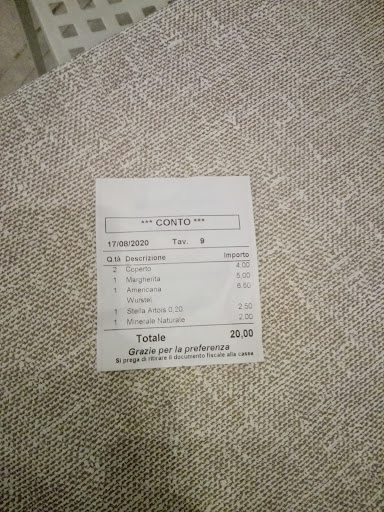 *** CONTO ***
17/08/2020 Tav. 9
Q.tà Descrizione Importo
2 Coperto 4,00
1 Margherita 5,00
1 Americana 6,50
Wurstel
1 Stella Artois 0,20 2,50
1 Minerale Naturale 2,00
Totale 20,00
Grazie per la preferenza
Si prega di ritirare il documento fiscale alla cassa